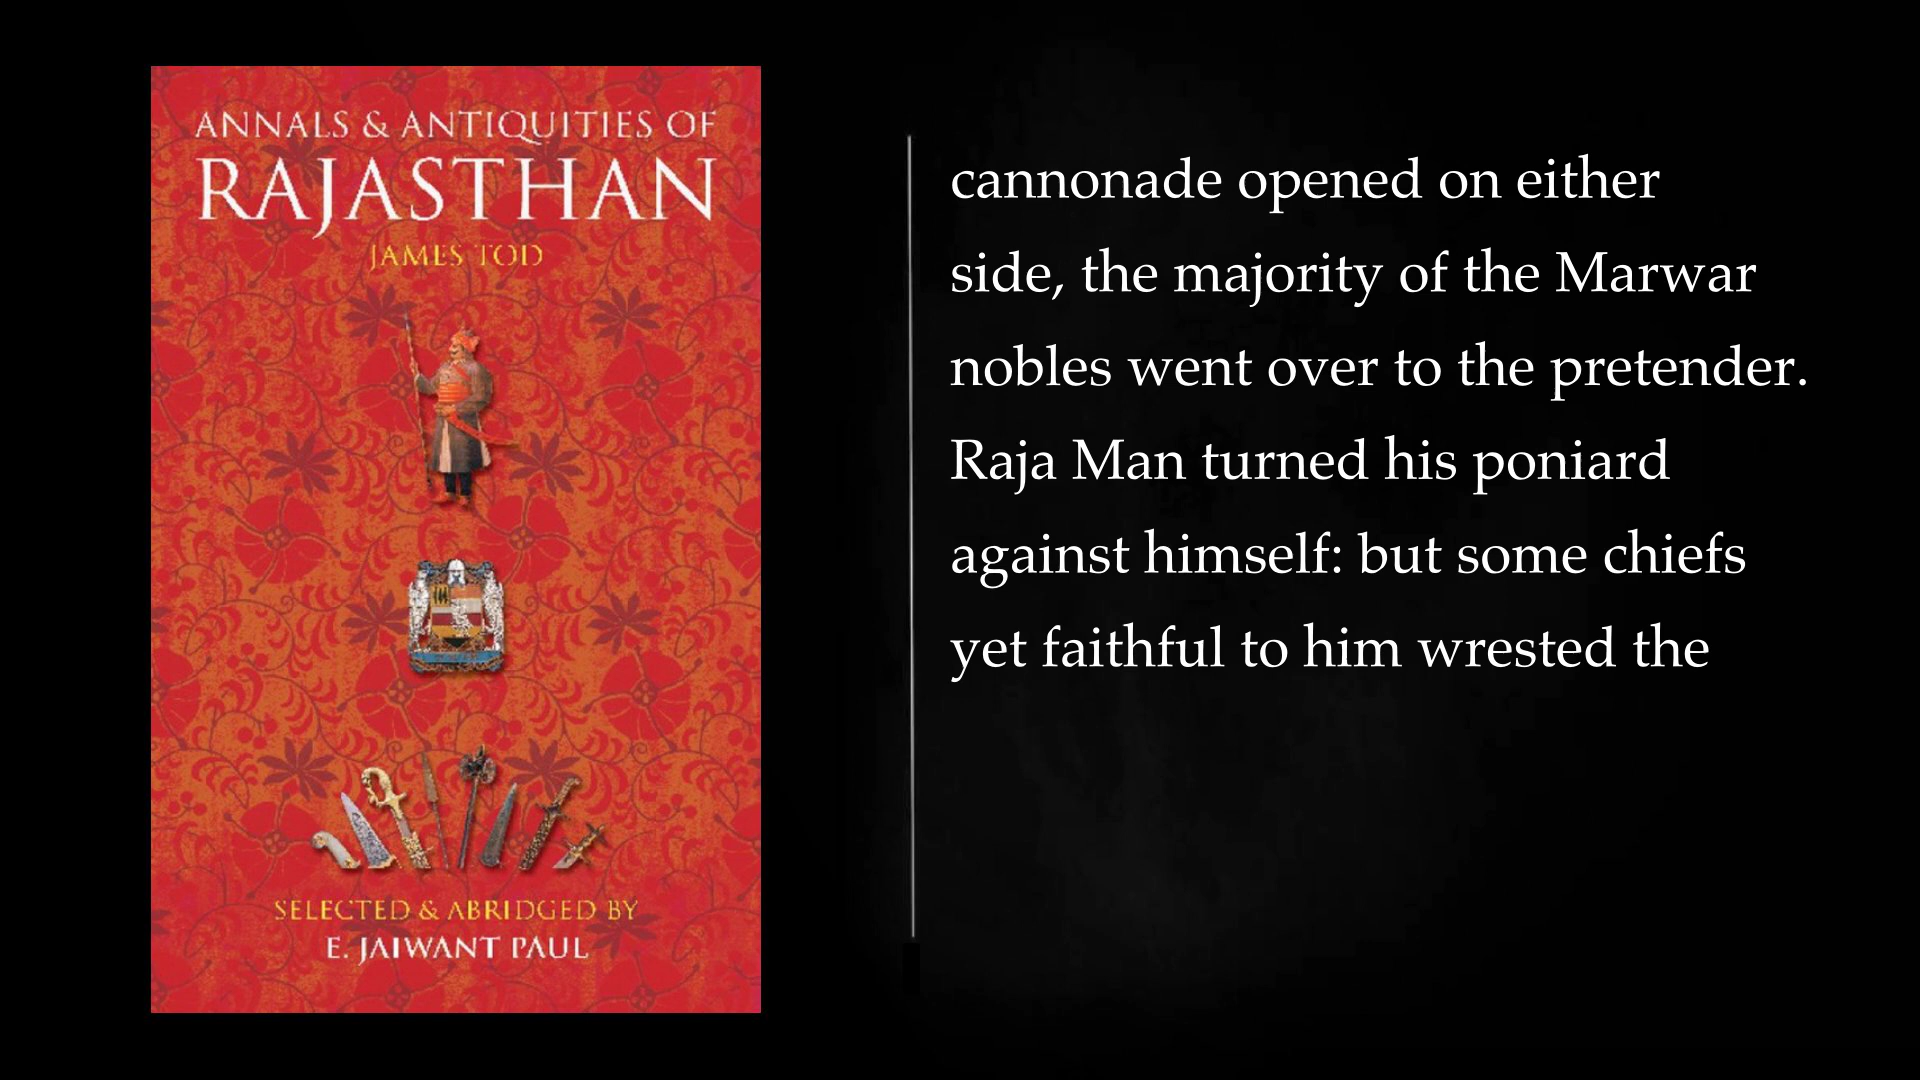 ANNALS & ANTIQUITIES OF
RAJASTHAN
JAMES TOD
SELECTED & ABRIDGED BY
E. JAIWANT PAUL
cannonade opened on either
side, the majority of the Marwar
nobles went over to the pretender.
Raja Man turned his poniard
against himself: but some chiefs
yet faithful to him wrested the